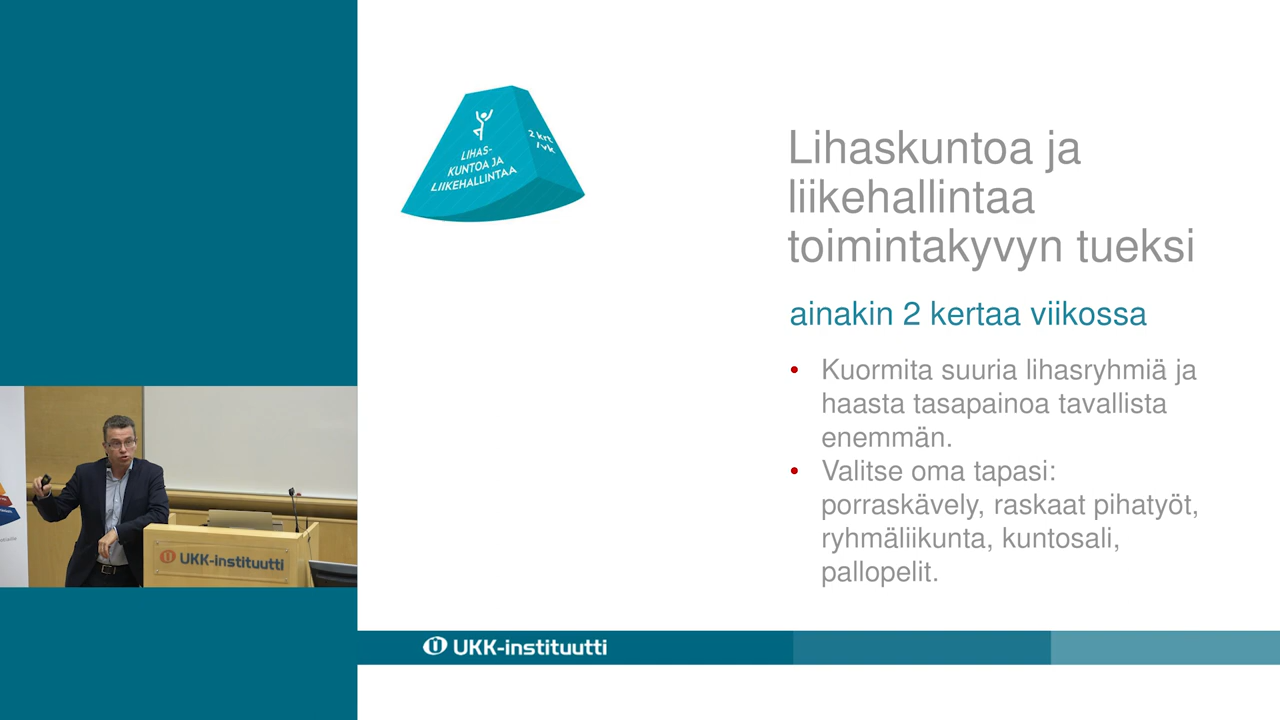 LIHAS-
KUNTOA JA
LIIKEHALLINTAA
2 krt
/ vk
Lihaskuntoa ja
liikehallintaa
toimintakyvyn tueksi
ainakin 2 kertaa viikossa
• Kuormita suuria lihasryhmiä ja
haasta tasapainoa tavallista
enemmän.
• Valitse oma tapasi:
porraskävely, raskaat pihatyöt,
ryhmäliikunta, kuntosali,
pallopelit.
UKK-instituutti
UKK-instituutti